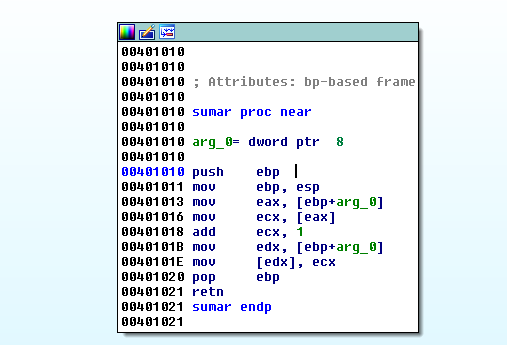 00401010
00401010
00401010 ; Attributes: bp-based frame
00401010
00401010 sumar proc near
00401010
00401010 arg_0= dword ptr  8
00401010
00401010 push    ebp
00401011 mov     ebp, esp
00401013 mov     eax, [ebp+arg_0]
00401016 mov     ecx, [eax]
00401018 add     ecx, 1
0040101B mov     edx, [ebp+arg_0]
0040101E mov     [edx], ecx
00401020 pop     ebp
00401021 retn
00401021 sumar endp
00401021